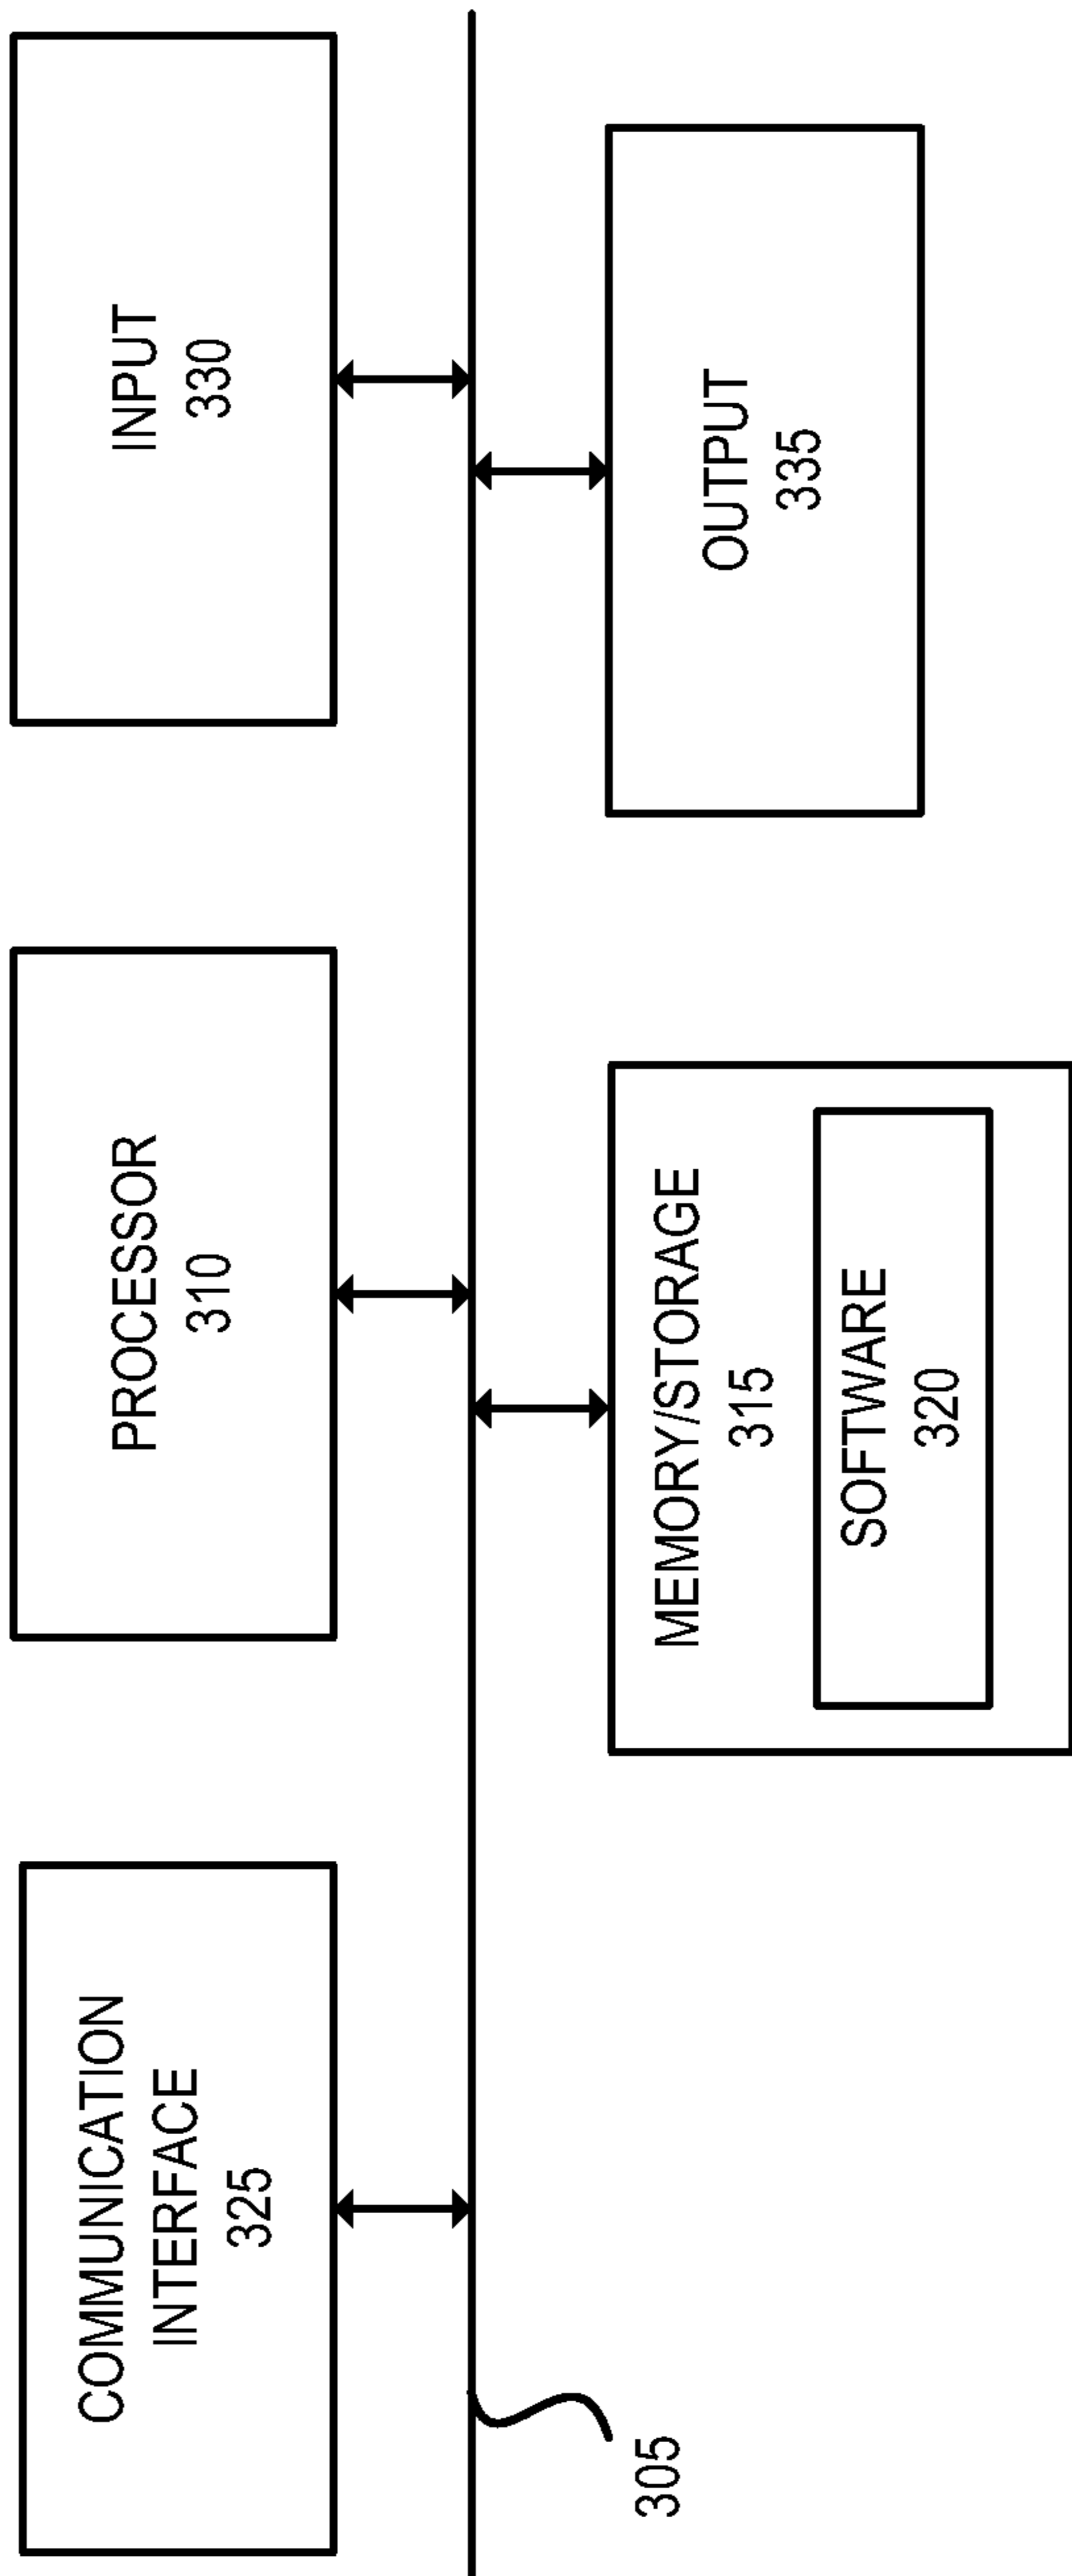 COMMUNICATION
INTERFACE
325
PROCESSOR
310
INPUT
330
305
MEMORY/STORAGE
315
SOFTWARE
320
OUTPUT
335